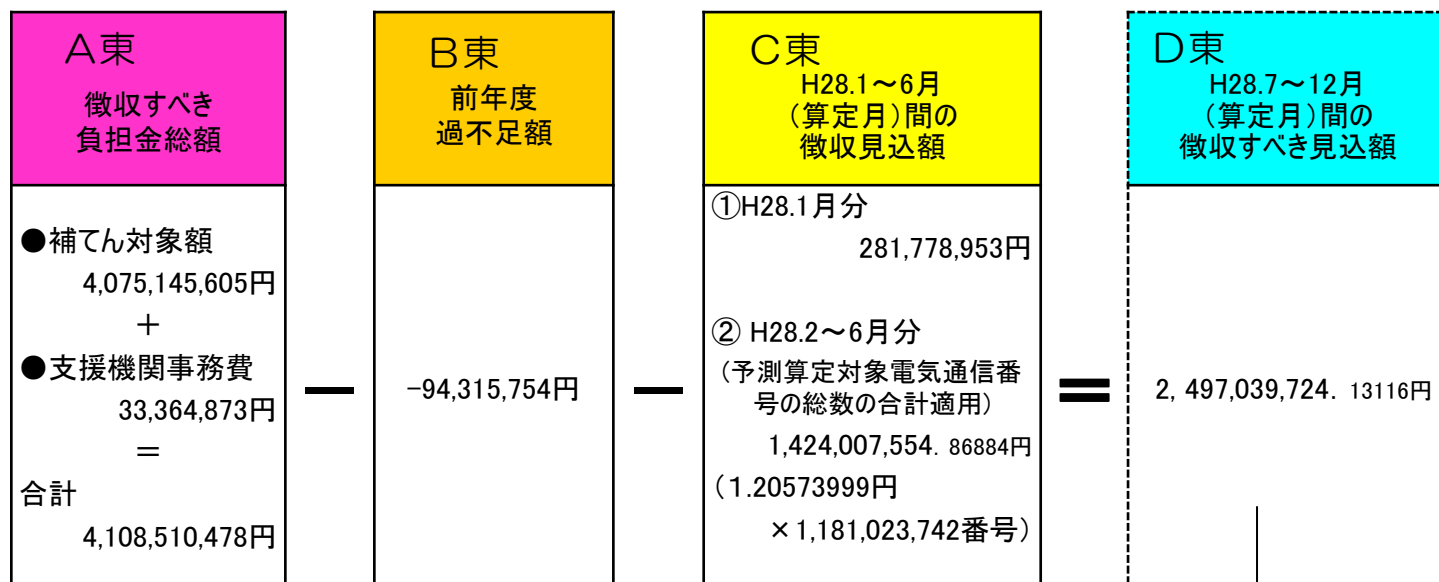 A東
徴収すべき
負担金総額
●補てん対象額
4,075,145,605円
＋
●支援機関事務費
33,364,873円
＝
合計
4,108,510,478円
ー
B東
前年度
過不足額
−94,315,754円
ー
C東
H28.1～6月
(算定月)間の
徴収見込額
①H28.1月分
281,778,953円
② H28.2～6月分
(予測算定対象電気通信番
号の総数の合計適用)
1,424,007,554. 86884円
(1.20573999円
×1,181,023,742番号)
＝
D東
H28.7～12月
(算定月)間の
徴収すべき見込額
2, 497,039,724. 13116円